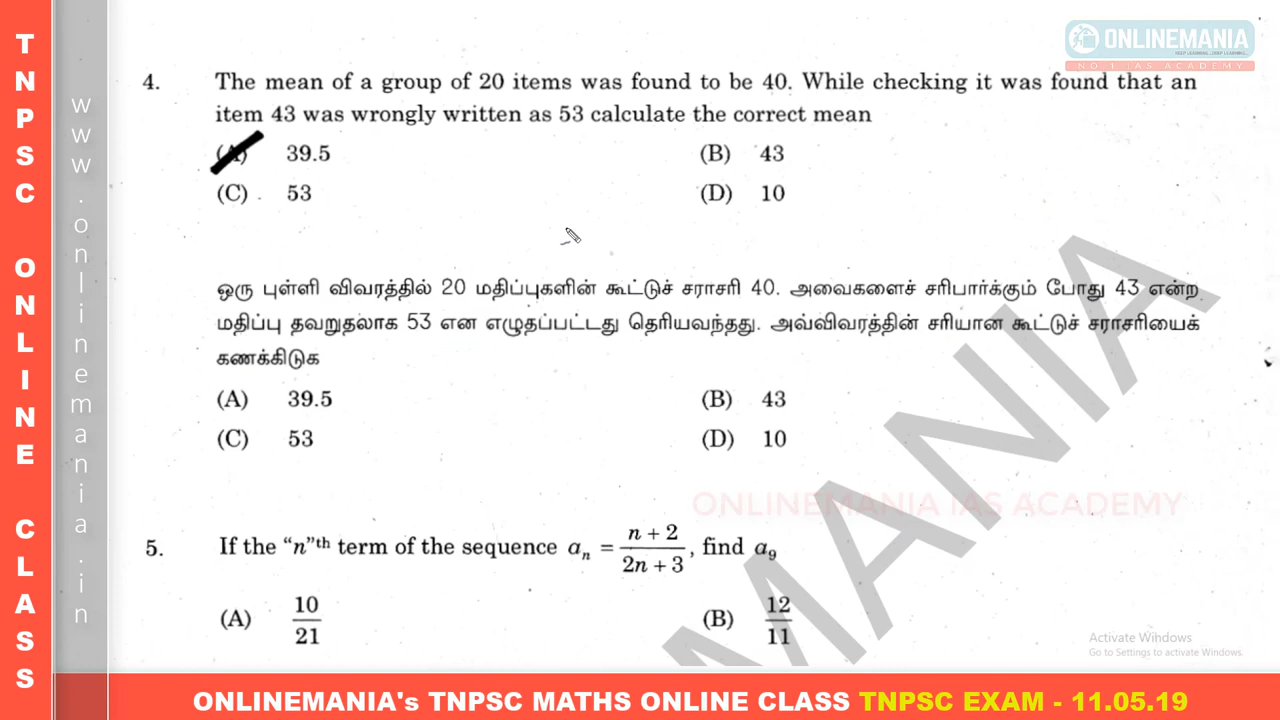 T
N
P
S
C
O
N
L
I
N
E
C
L
A
S
S
w
w
w
.
o
n
l
i
n
e
m
a
n
i
a
.
i
n
ONLINEMANIA
KEEP LEARNING...LEAP LEARNING...
NO.1 IAS ACADEMY
4. The mean of a group of 20 items was found to be 40. While checking it was found that an
item 43 was wrongly written as 53 calculate the correct mean
(A) 39.5 (B) 43
(C) 53 (D) 10
ஒரு புள்ளி விவரத்தில் 20 மதிப்புகளின் கூட்டுச் சராசரி 40. அவைகளைச் சரிபார்க்கும் போது 43 என்ற
மதிப்பு தவறுதலாக 53 என எழுதப்பட்டது தெரியவந்தது. அவ்விவரத்தின் சரியான கூட்டுச் சராசரியைக்
கணக்கிடுக
(A) 39.5 (B) 43
(C) 53 (D) 10
MANIA
ONLINEMANIA IAS ACADEMY
5. If the “n”th term of the sequence aₙ = (n + 2)/(2n + 3), find a₉
(A) 10/21 (B) 12/11
Activate Windows
Go to Settings to activate Windows.
ONLINEMANIA's TNPSC MATHS ONLINE CLASS TNPSC EXAM - 11.05.19